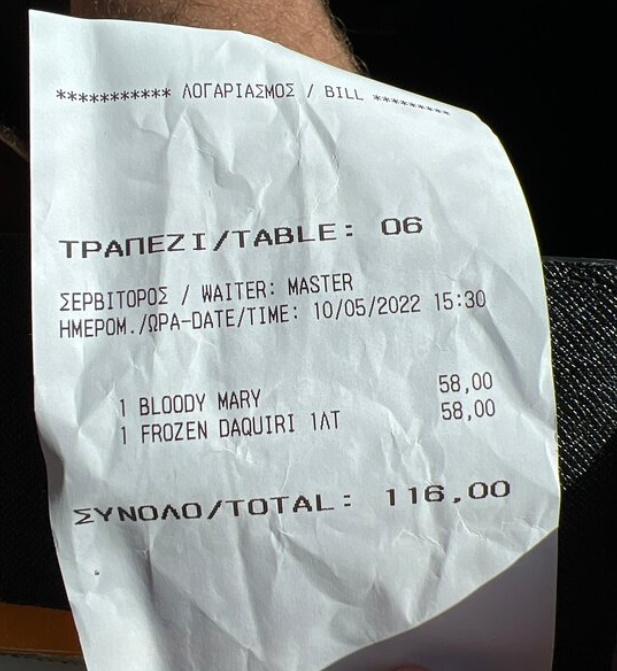 *********** ΛΟΓΑΡΙΑΣΜΟΣ / BILL *********
ΤΡΑΠΕΖΙ/TABLE: 06
ΣΕΡΒΙΤΟΡΟΣ / WAITER: MASTER
ΗΜΕΡΟΜ./ΩΡΑ-DATE/TIME: 10/05/2022 15:30
1 BLOODY MARY 58,00
1 FROZEN DAQUIRI 1ΛΤ 58,00
ΣΥΝΟΛΟ/TOTAL: 116,00